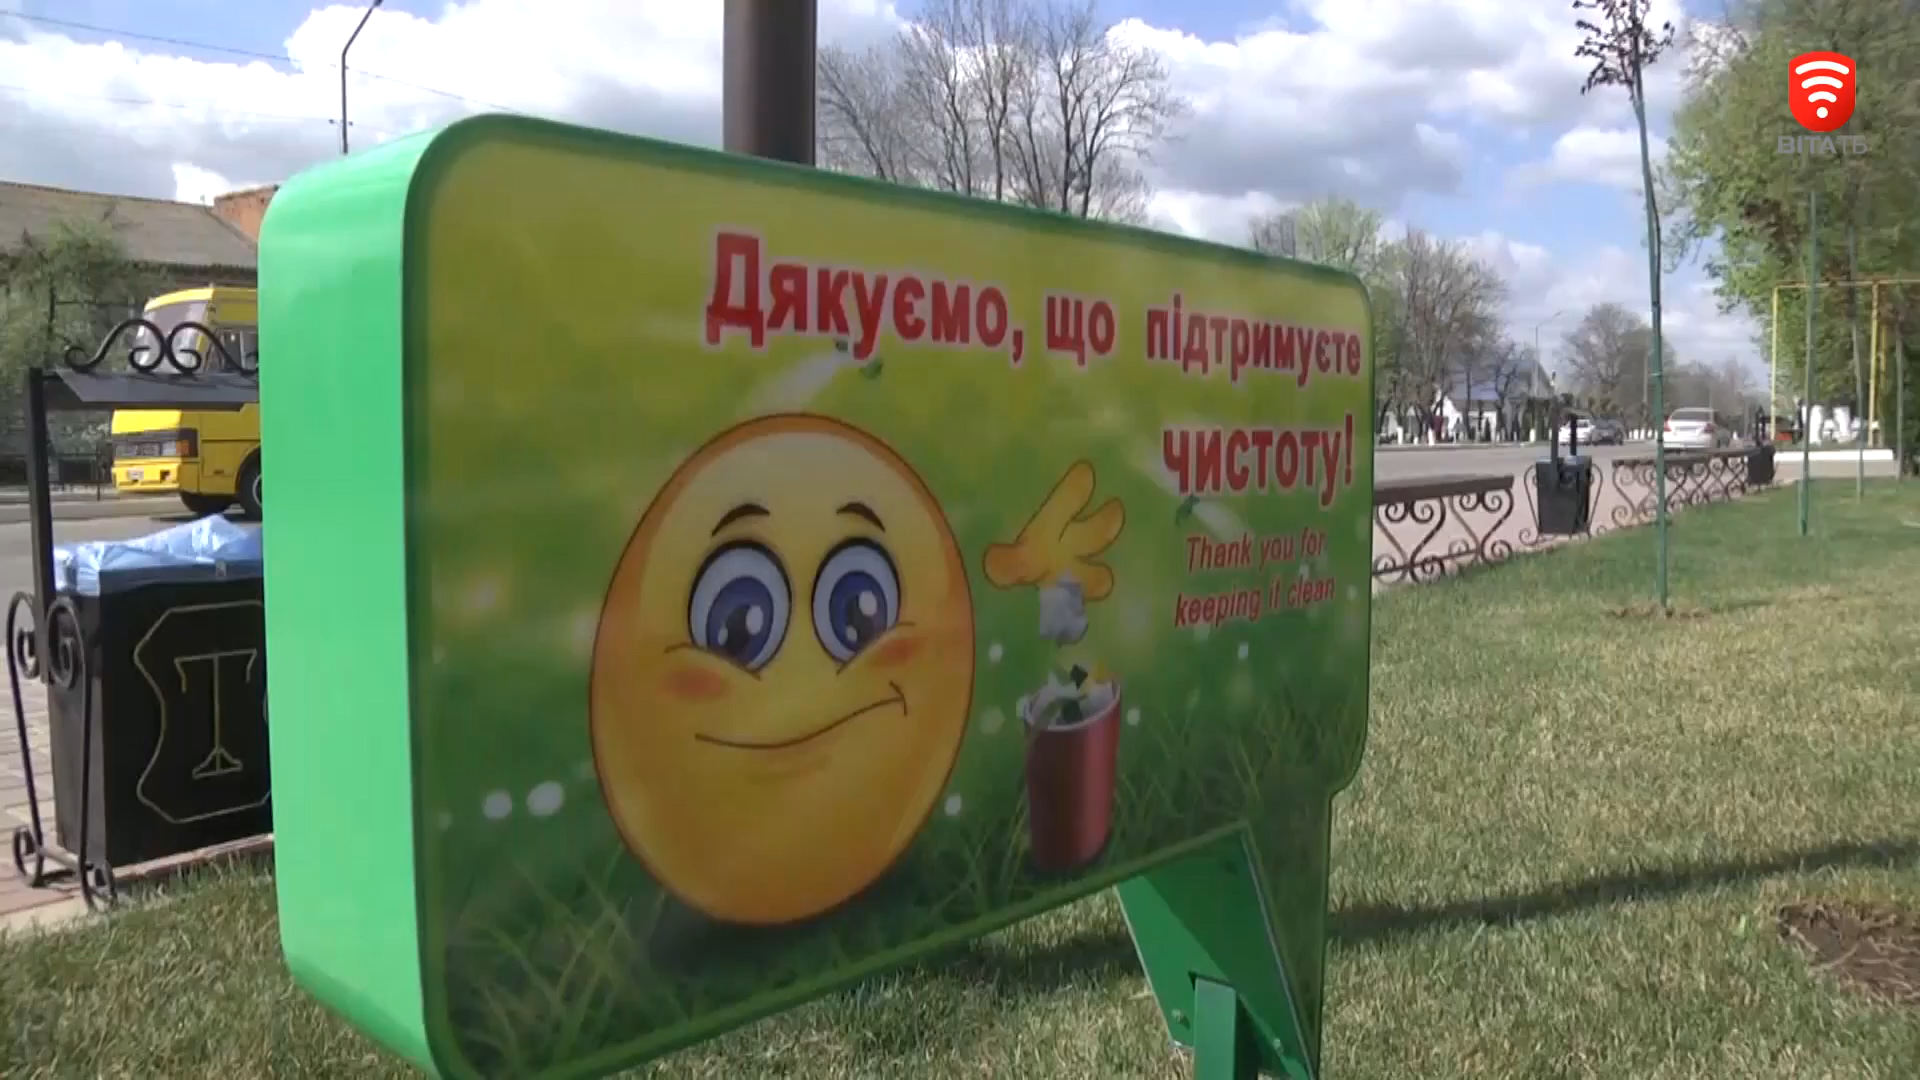 ВІТАТБ
Дякуємо, що підтримуєте
чистоту!
Thank you for
keeping it clean
Т